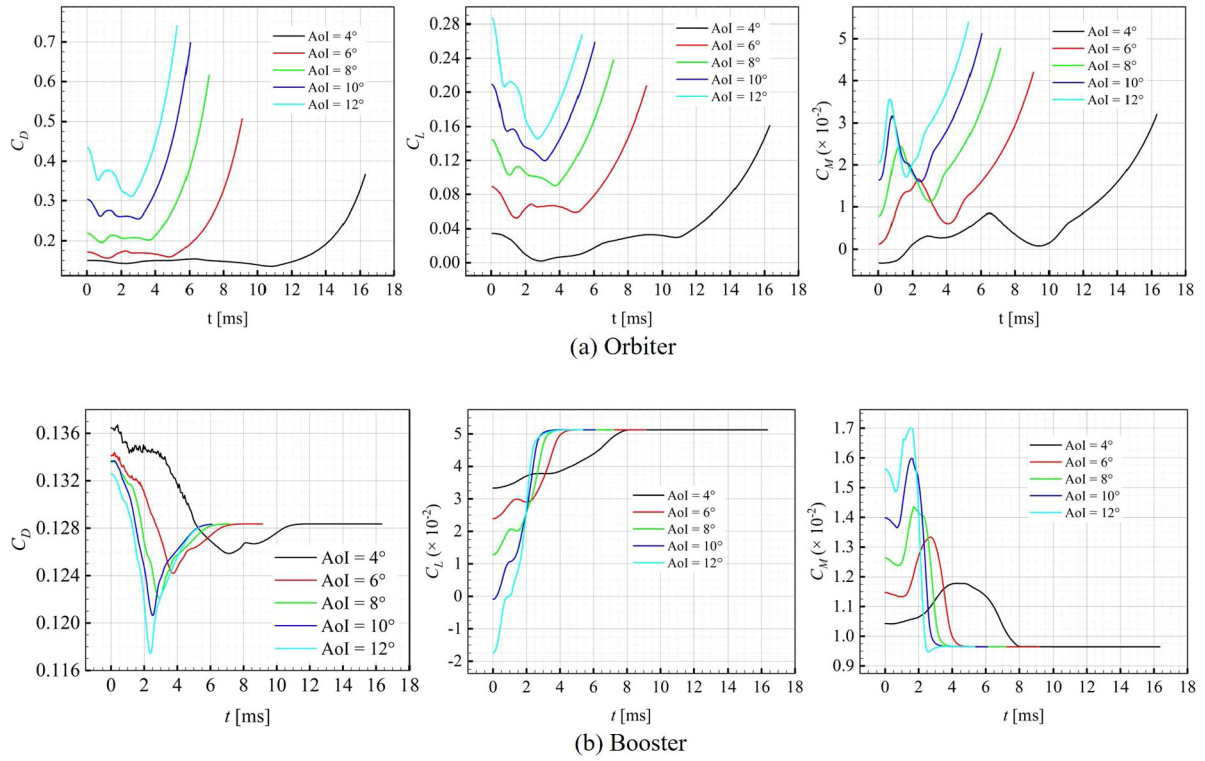 C_D
0.7
0.6
0.5
0.4
0.3
0.2
0 2 4 6 8 10 12 14 16 18
t [ms]
AoI = 4°
AoI = 6°
AoI = 8°
AoI = 10°
AoI = 12°
C_L
0.28
0.24
0.20
0.16
0.12
0.08
0.04
0.00
0 2 4 6 8 10 12 14 16 18
t [ms]
AoI = 4°
AoI = 6°
AoI = 8°
AoI = 10°
AoI = 12°
C_M (× 10⁻²)
5
4
3
2
1
0
0 2 4 6 8 10 12 14 16 18
t [ms]
AoI = 4°
AoI = 6°
AoI = 8°
AoI = 10°
AoI = 12°
(a) Orbiter
C_D
0.136
0.132
0.128
0.124
0.120
0.116
0 2 4 6 8 10 12 14 16 18
t [ms]
AoI = 4°
AoI = 6°
AoI = 8°
AoI = 10°
AoI = 12°
C_L (× 10⁻²)
5
4
3
2
1
0
-1
-2
0 2 4 6 8 10 12 14 16 18
t [ms]
AoI = 4°
AoI = 6°
AoI = 8°
AoI = 10°
AoI = 12°
C_M (× 10⁻²)
1.7
1.6
1.4
1.3
1.2
1.1
1.0
0.9
0 2 4 6 8 10 12 14 16 18
t [ms]
AoI = 4°
AoI = 6°
AoI = 8°
AoI = 10°
AoI = 12°
(b) Booster